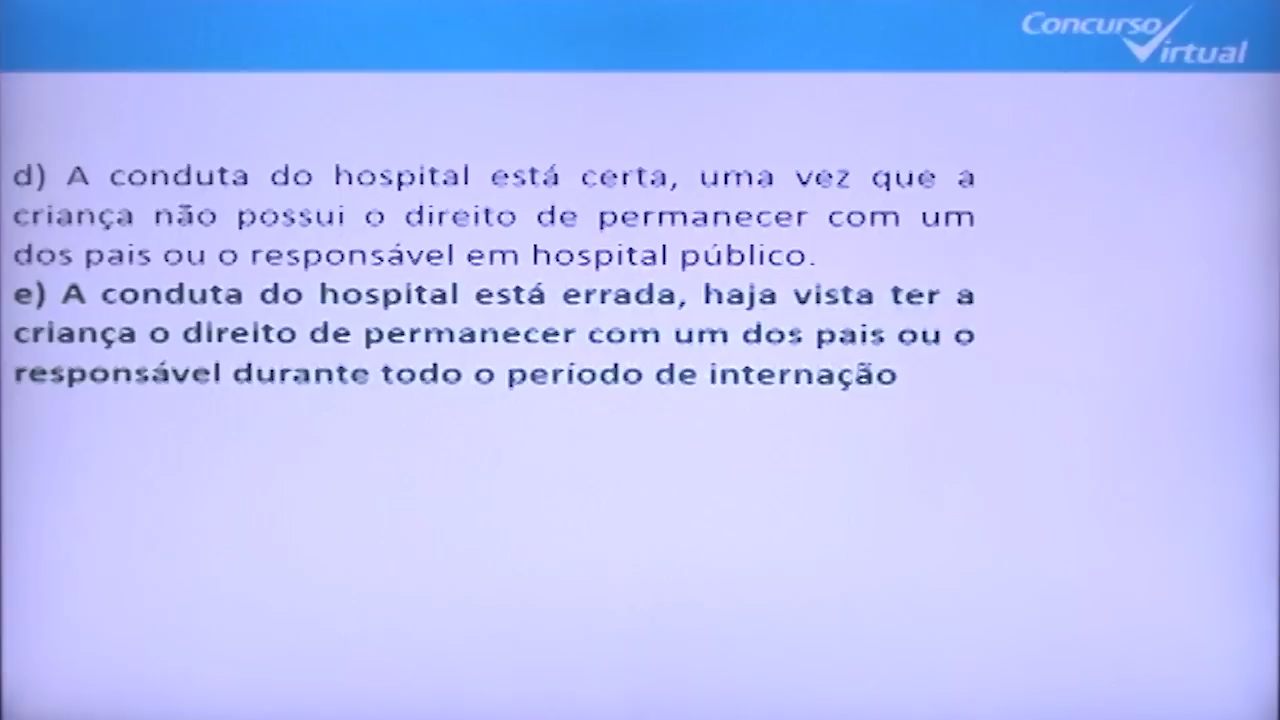 Concurso
Virtual
d) A conduta do hospital está certa, uma vez que a
criança não possui o direito de permanecer com um
dos pais ou o responsável em hospital público.
e) A conduta do hospital está errada, haja vista ter a
criança o direito de permanecer com um dos pais ou o
responsável durante todo o período de internação